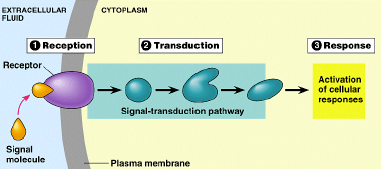 EXTRACELLULAR
FLUID
CYTOPLASM
1 Reception
2 Transduction
3 Response
Receptor
Activation
of cellular
responses
Signal-transduction pathway
Signal
molecule
Plasma membrane